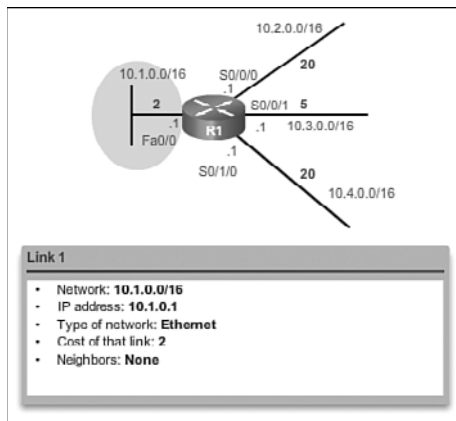 10.2.0.0/16
20
10.1.0.0/16
S0/0/0
.1
2
S0/0/1
5
.1
R1
.1
10.3.0.0/16
Fa0/0
.1
S0/1/0
20
10.4.0.0/16
Link 1
• Network: 10.1.0.0/16
• IP address: 10.1.0.1
• Type of network: Ethernet
• Cost of that link: 2
• Neighbors: None